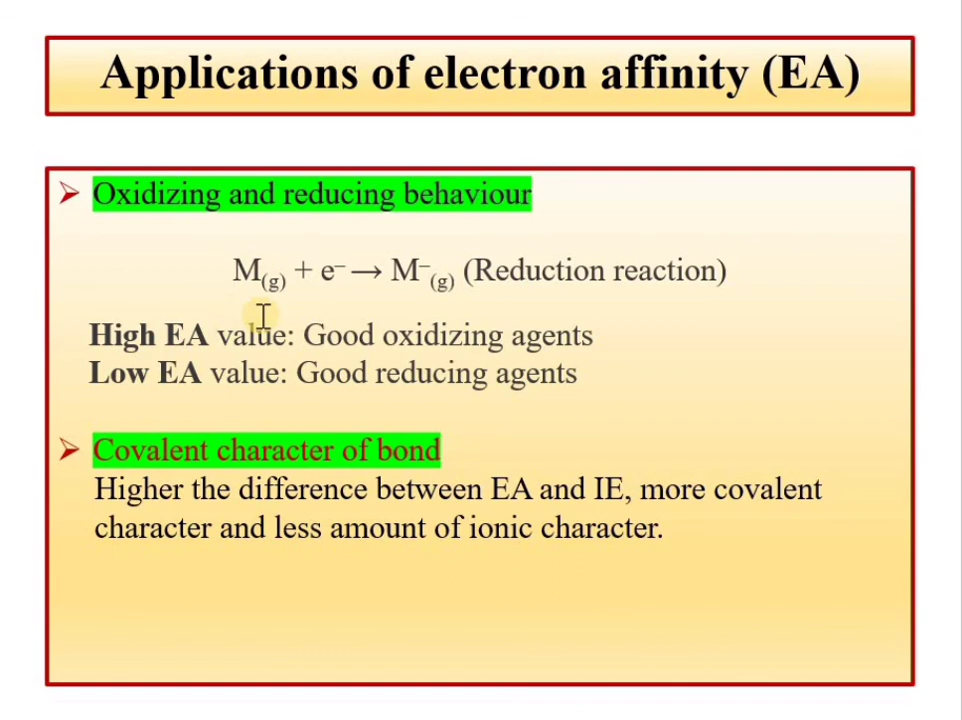 Applications of electron affinity (EA)
➢ Oxidizing and reducing behaviour
M(g) + e⁻ → M⁻(g) (Reduction reaction)
High EA value: Good oxidizing agents
Low EA value: Good reducing agents
➢ Covalent character of bond
Higher the difference between EA and IE, more covalent
character and less amount of ionic character.